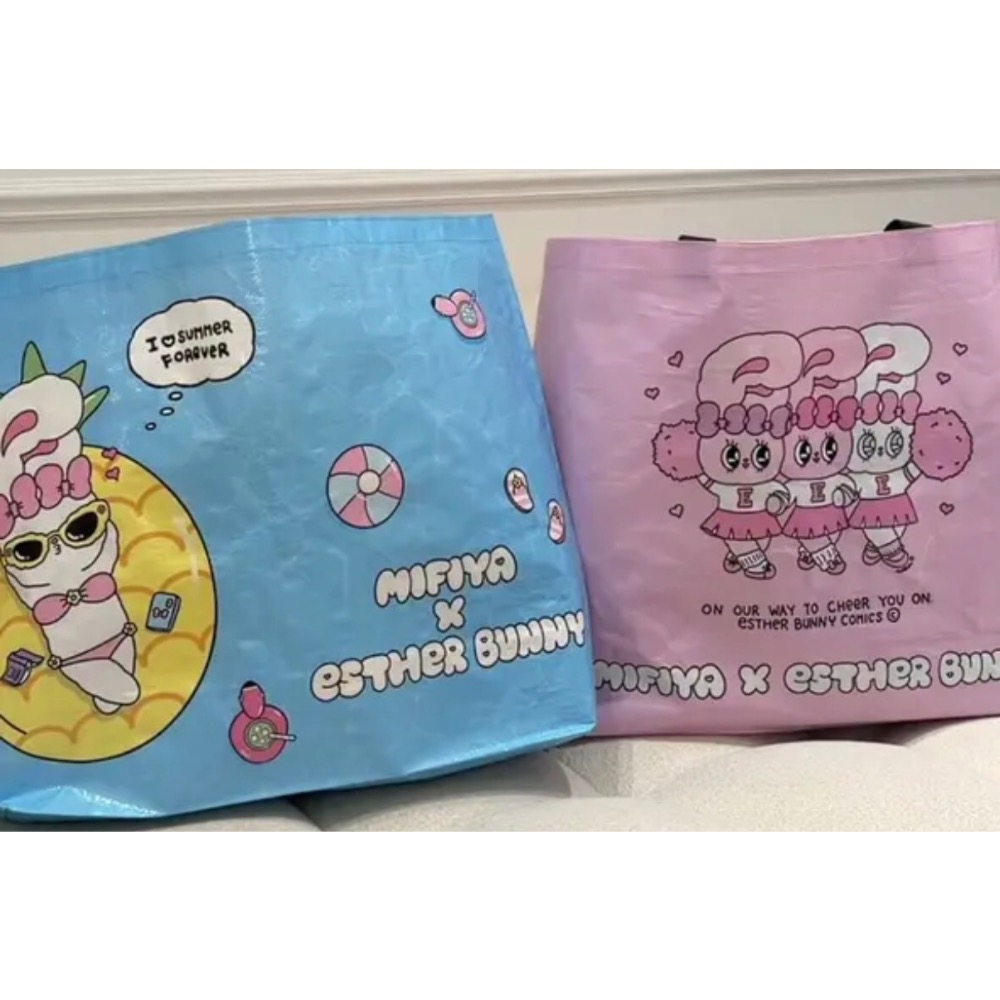 I ♡ SUMMER
FOREVER
MIFIYA
X
ESTHER BUNNY
E E E
ON OUR WAY TO CHEER YOU ON.
ESTHER BUNNY COMICS ©
MIFIYA X ESTHER BUN